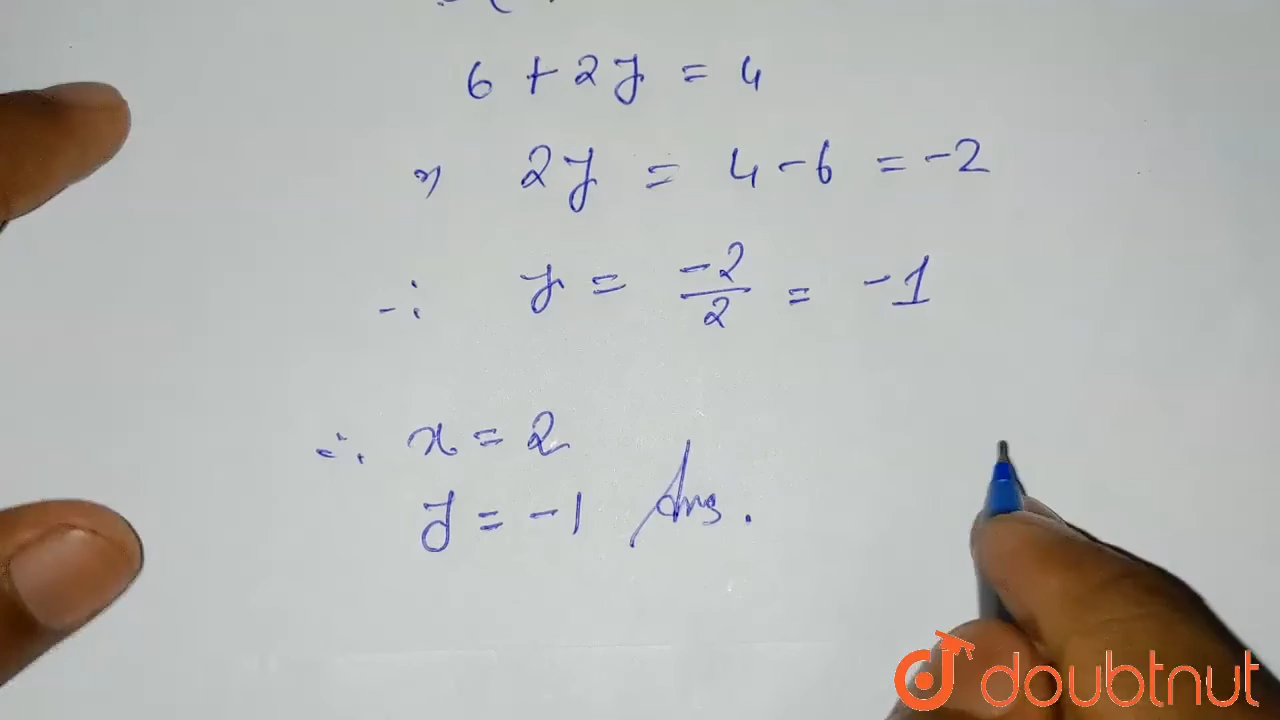 6 + 2y = 4
2y = 4 - 6 = -2
∴ y = -2/2 = -1
∴ x = 2
y = -1 Ans.
doubtnut